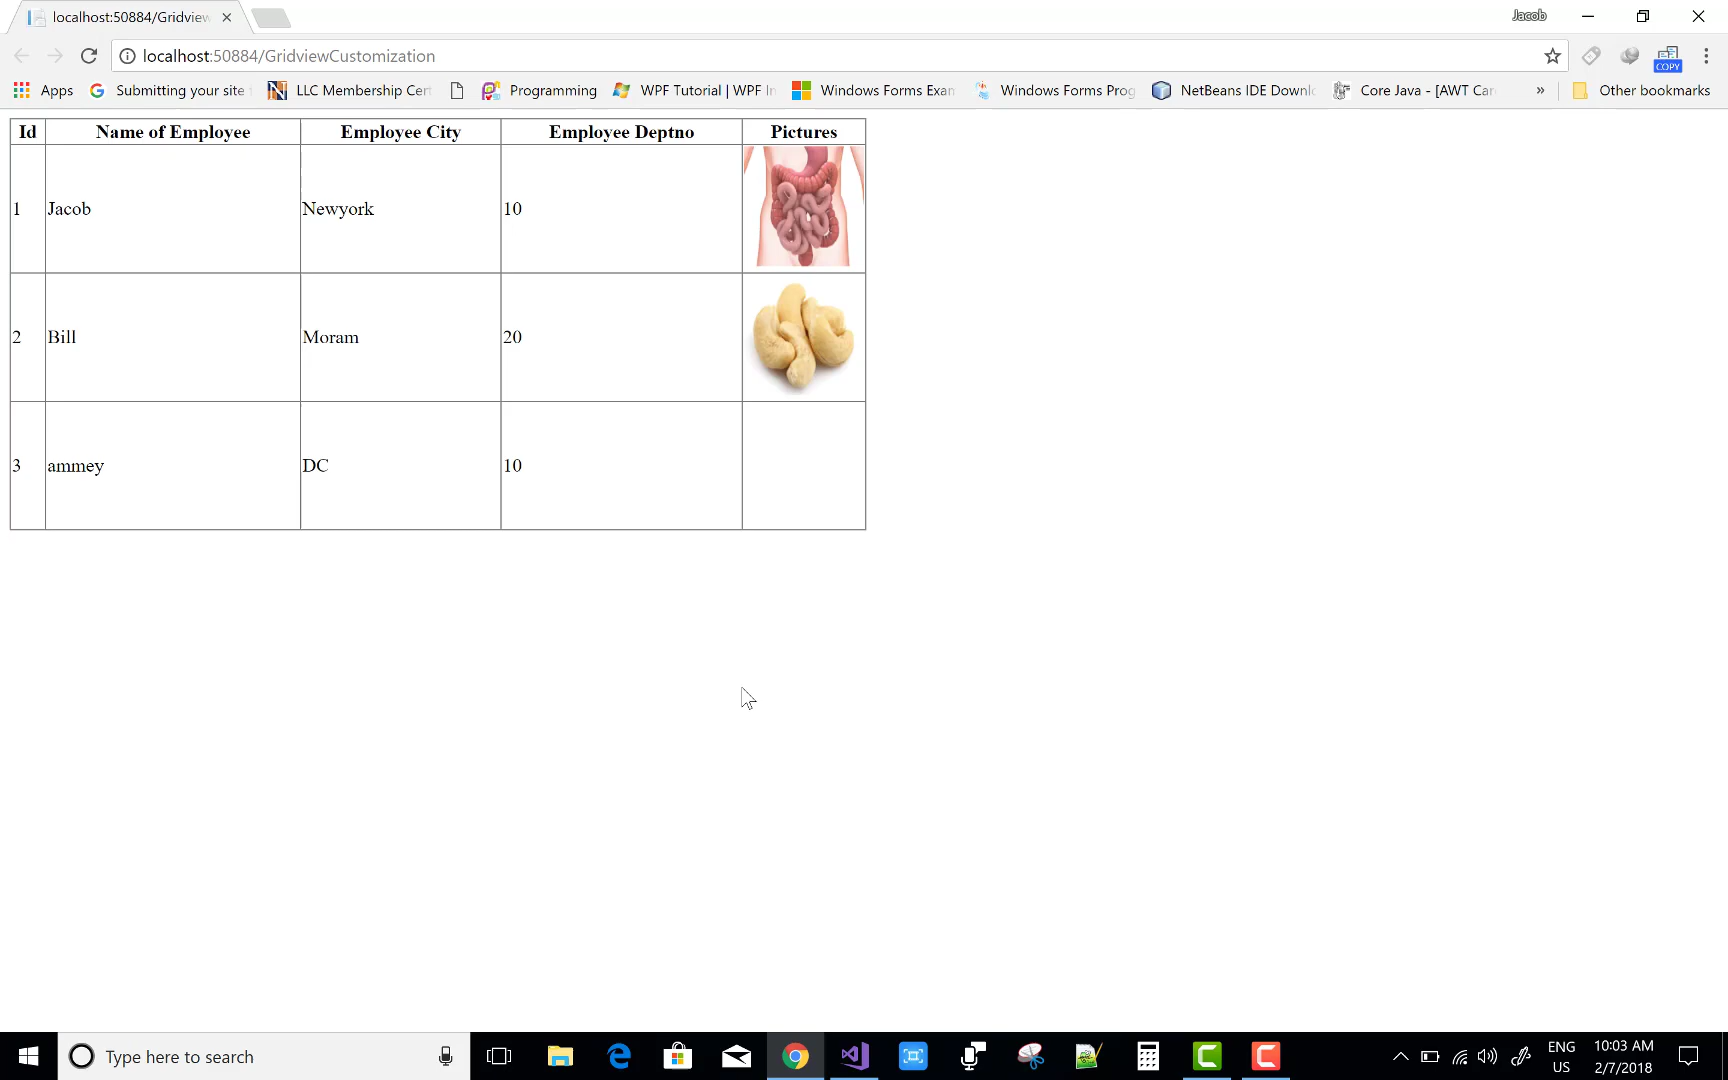 localhost:50884/Gridview
Jacob
localhost:50884/GridviewCustomization
COPY
Apps
Submitting your site
LLC Membership Cert
Programming
WPF Tutorial | WPF In
Windows Forms Exam
Windows Forms Prog
NetBeans IDE Downl
Core Java - [AWT Can
»
Other bookmarks
Id Name of Employee Employee City Employee Deptno Pictures
1 Jacob Newyork 10
2 Bill Moram 20
3 ammey DC 10
Type here to search
ENG
US
10:03 AM
2/7/2018